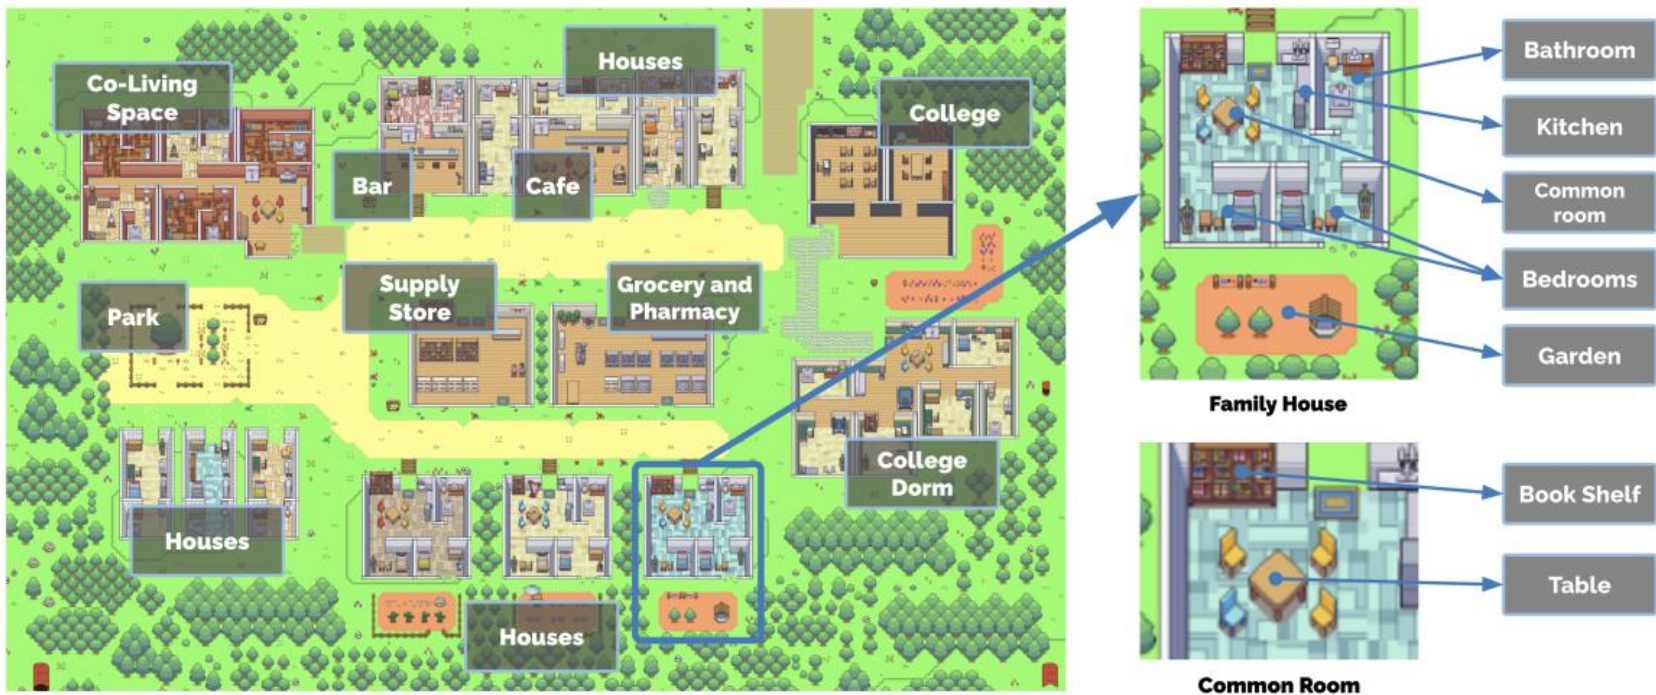 Co-Living
Space
Houses
Bar
Cafe
College
Park
Supply
Store
Grocery and
Pharmacy
College
Dorm
Houses
Houses
Bathroom
Kitchen
Common
room
Bedrooms
Garden
Family House
Book Shelf
Table
Common Room